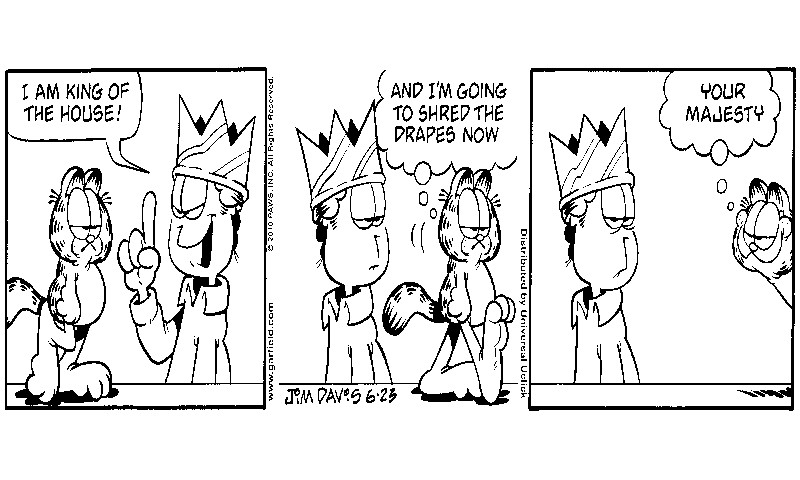 I AM KING OF
THE HOUSE!
© 2010 PAWS, INC. All Rights Reserved.
www.garfield.com
AND I'M GOING
TO SHRED THE
DRAPES NOW
JIM DAVIS 6·23
Distributed by Universal Uclick
YOUR
MAJESTY